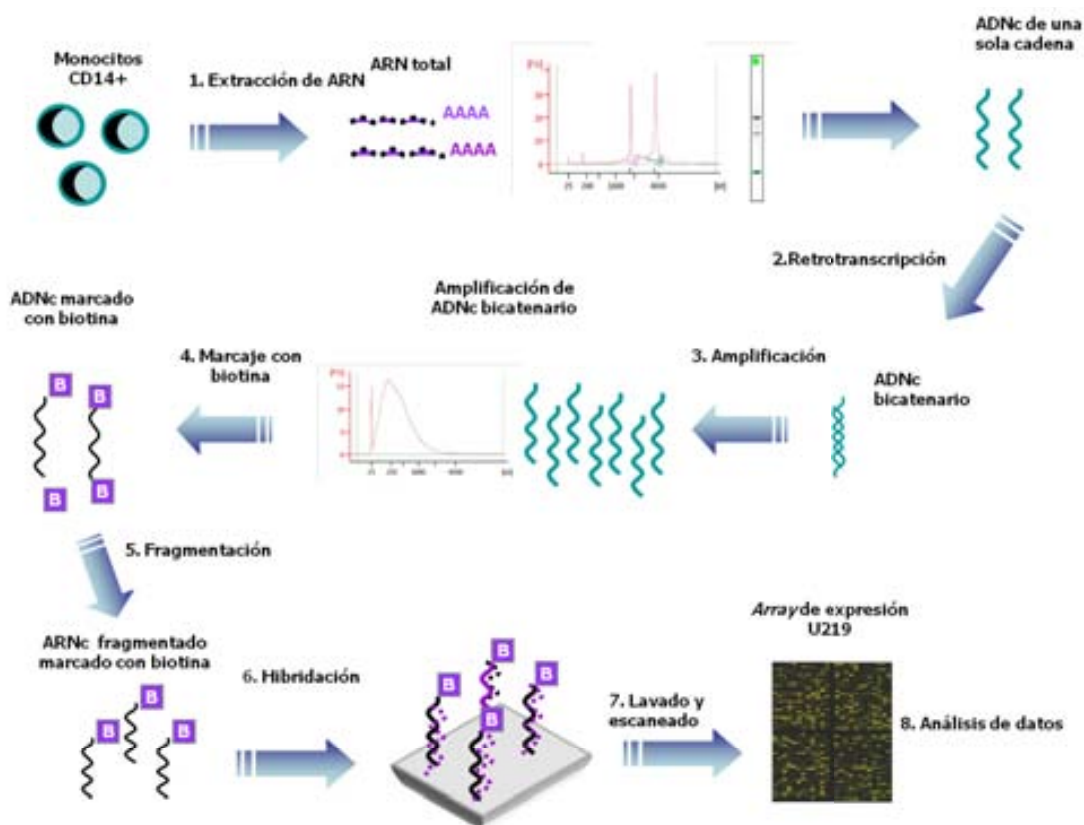 Monocitos
CD14+
1. Extracción de ARN
ARN total
AAAA
AAAA
ADNc de una
sola cadena
2.Retrotranscripción
ADNc
bicatenario
3. Amplificación
Amplificación de
ADNc bicatenario
4. Marcaje con
biotina
ADNc marcado
con biotina
B
B
B
B
5. Fragmentación
ARNc fragmentado
marcado con biotina
B
B
B
6. Hibridación
B
B
B
B
7. Lavado y
escaneado
Array de expresión
U219
8. Análisis de datos